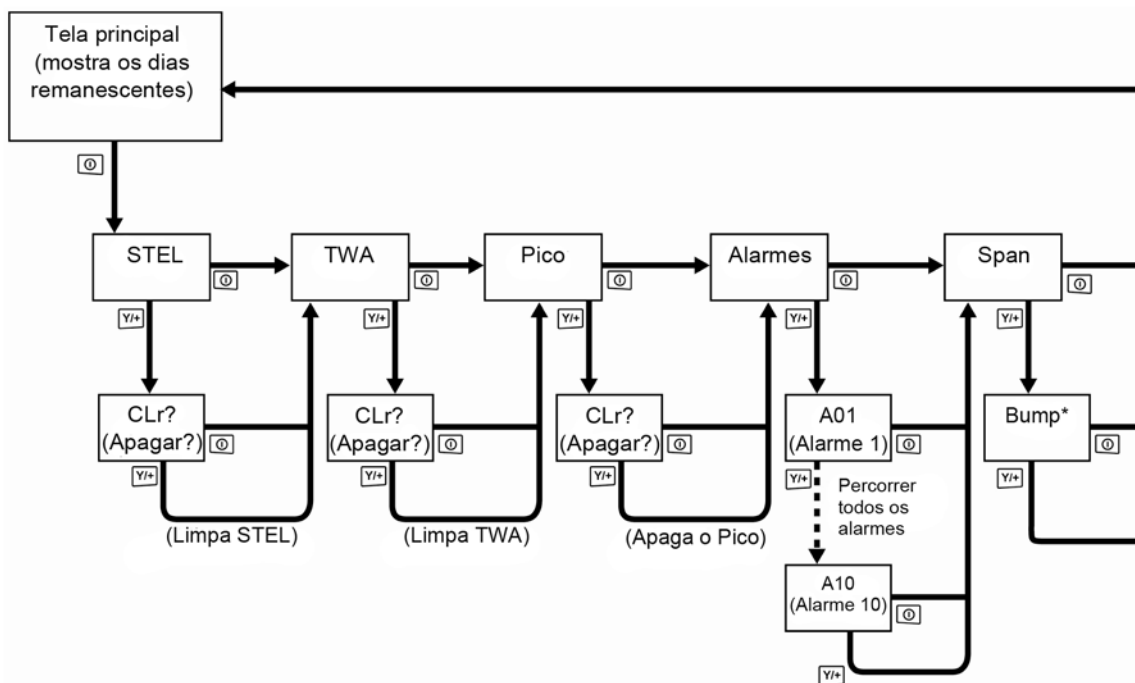 Tela principal
(mostra os dias
remanescentes)
STEL
TWA
Pico
Alarmes
Span
Y/+
Y/+
Y/+
Y/+
Y/+
CLr?
(Apagar?)
CLr?
(Apagar?)
CLr?
(Apagar?)
A01
(Alarme 1)
Bump*
Y/+
Y/+
Y/+
Y/+
Y/+
Percorrer
todos os
alarmes
(Limpa STEL)
(Limpa TWA)
(Apaga o Pico)
A10
(Alarme 10)
Y/+